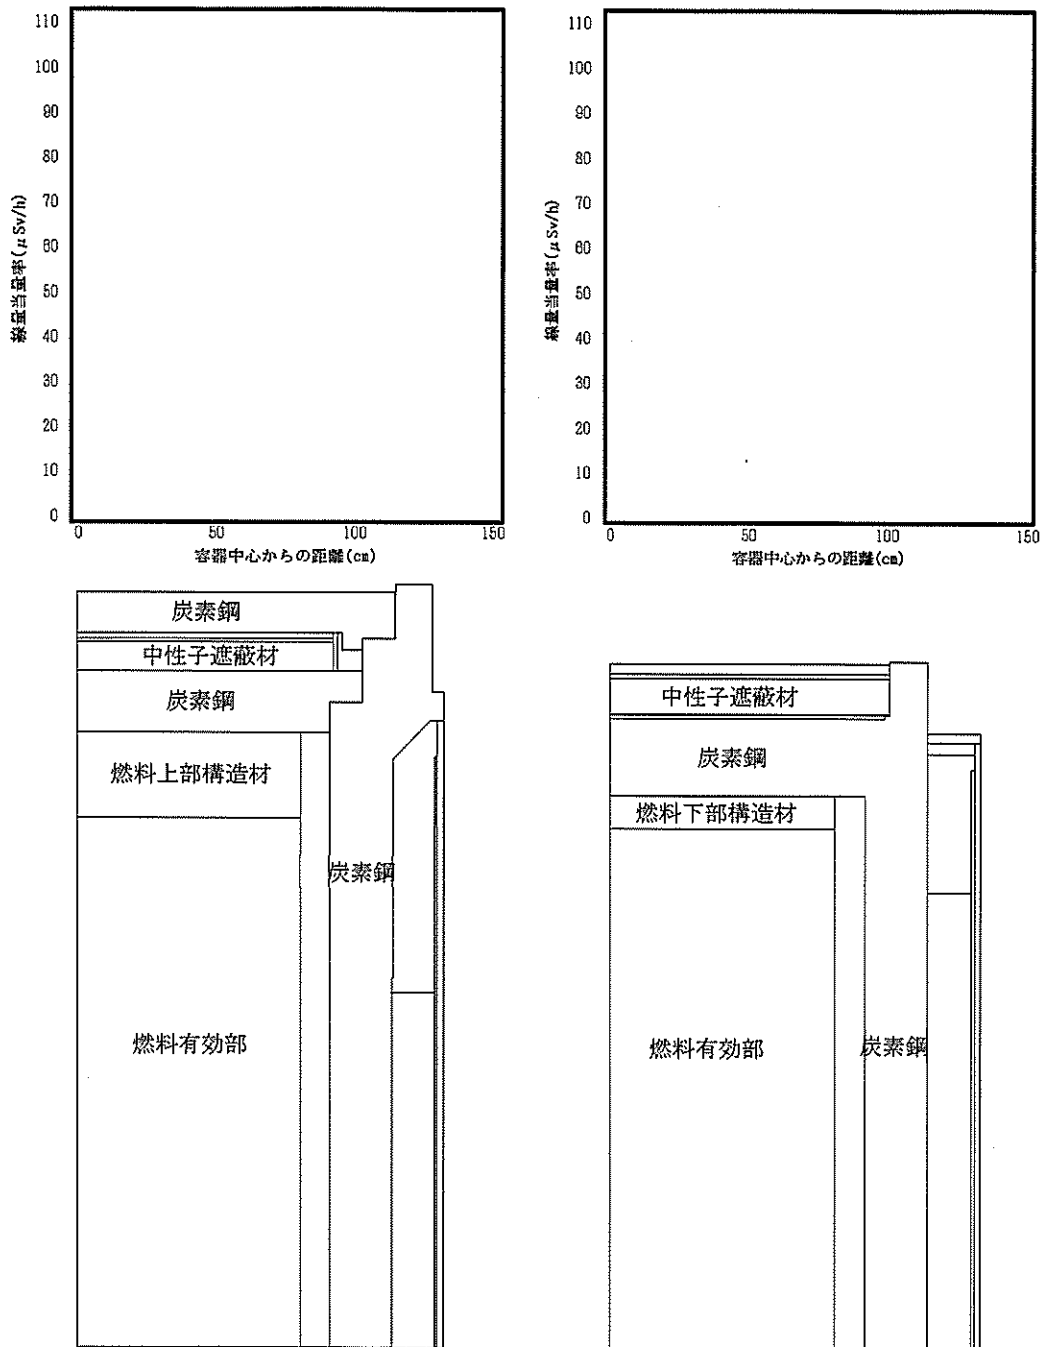 110
100
90
80
70
60
50
40
30
20
10
0
線量当量率(μSv/h)
0 50 100 150
容器中心からの距離(cm)
110
100
90
80
70
60
50
40
30
20
10
0
線量当量率(μSv/h)
0 50 100 150
容器中心からの距離(cm)
炭素鋼
中性子遮蔽材
炭素鋼
燃料上部構造材
炭素鋼
燃料有効部
中性子遮蔽材
炭素鋼
燃料下部構造材
燃料有効部
炭素鋼